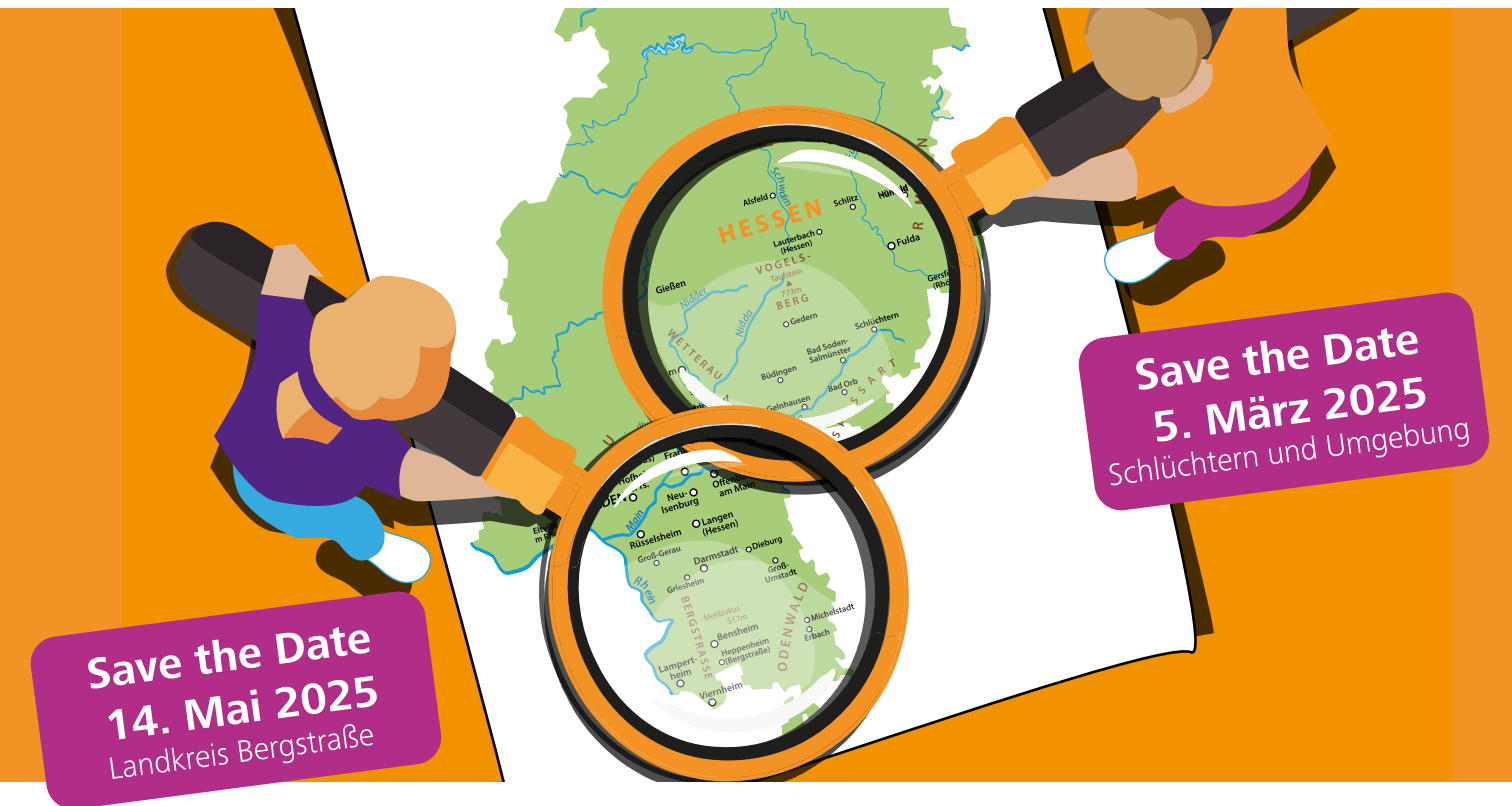 Schwalm
Alsfeld
Schlitz
HESSEN
Lauterbach
(Hessen)
Fulda
VOGELS-
Taufstein
773m
BERG
Gießen
Nidder
Nidda
Gedern
Schlüchtern
WETTERAU
Bad Soden-
Salmünster
Büdingen
Bad Orb
Gelnhausen
Save the Date
5. März 2025
Schlüchtern und Umgebung
Neu-
Isenburg
am Main
Main
Langen
(Hessen)
Rüsselsheim
Groß-Gerau
Darmstadt
Dieburg
Groß-
Umstadt
Griesheim
Rhein
BERGSTRASSE
Melibokus
517m
ODENWALD
Michelstadt
Erbach
Bensheim
Heppenheim
(Bergstraße)
Lampert-
heim
Viernheim
Save the Date
14. Mai 2025
Landkreis Bergstraße